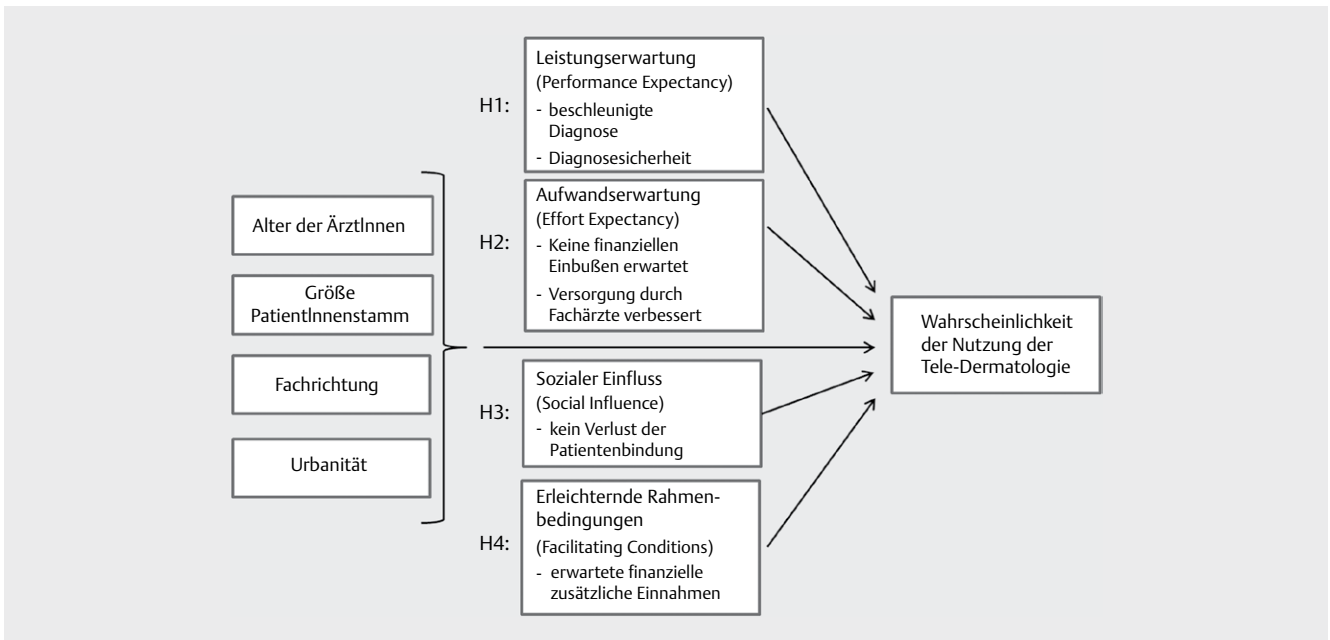 Alter der ÄrztInnen
Größe
PatientInnenstamm
Fachrichtung
Urbanität
H1:
Leistungserwartung
(Performance Expectancy)
- beschleunigte
Diagnose
- Diagnosesicherheit
H2:
Aufwandserwartung
(Effort Expectancy)
- Keine finanziellen
Einbußen erwartet
- Versorgung durch
Fachärzte verbessert
H3:
Sozialer Einfluss
(Social Influence)
- kein Verlust der
Patientenbindung
H4:
Erleichternde Rahmen-
bedingungen
(Facilitating Conditions)
- erwartete finanzielle
zusätzliche Einnahmen
Wahrscheinlichkeit
der Nutzung der
Tele-Dermatologie